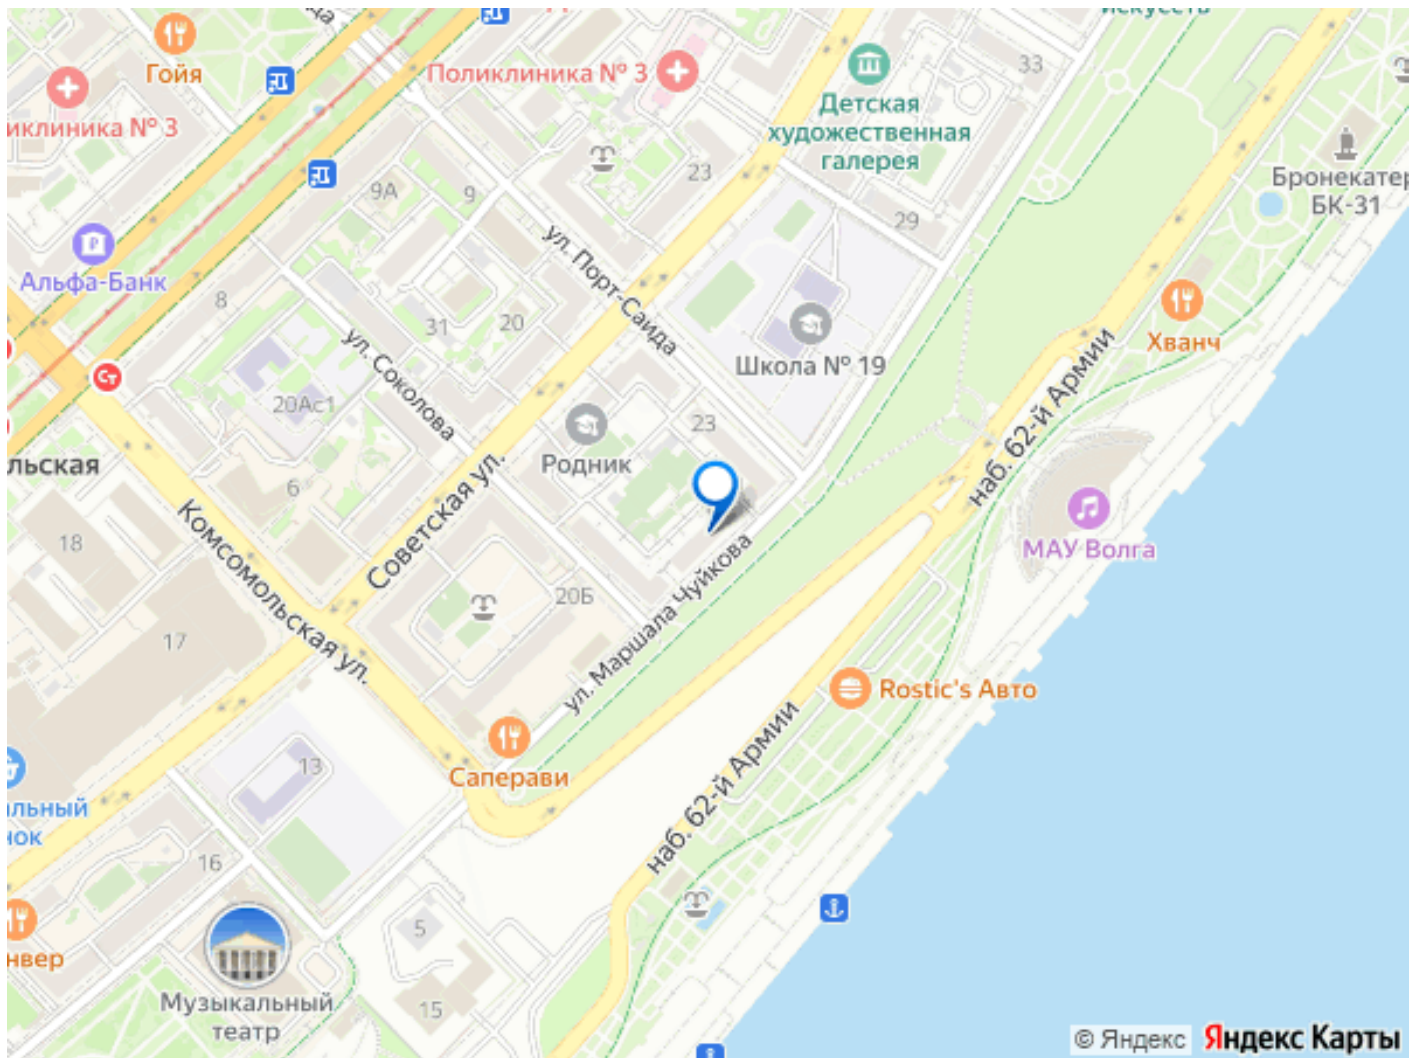 Гойя
Поликлиника № 3
иклиника № 3
33
Детская
художественная
галерея
Бронекатер
БК-31
23
9А
9
29
ул. Порт-Саида
Альфа-Банк
8
31
20
Хванч
Школа № 19
ул. Соколова
20Ас1
наб. 62-й Армии
23
Родник
льская
Советская ул.
6
18
Комсомольская ул.
МАУ Волга
20Б
ул. Маршала Чуйкова
17
Rostic's Авто
наб. 62-й Армии
13
Саперави
льный
нок
16
5
нвер
Музыкальный
театр
15
© Яндекс Яндекс Карты